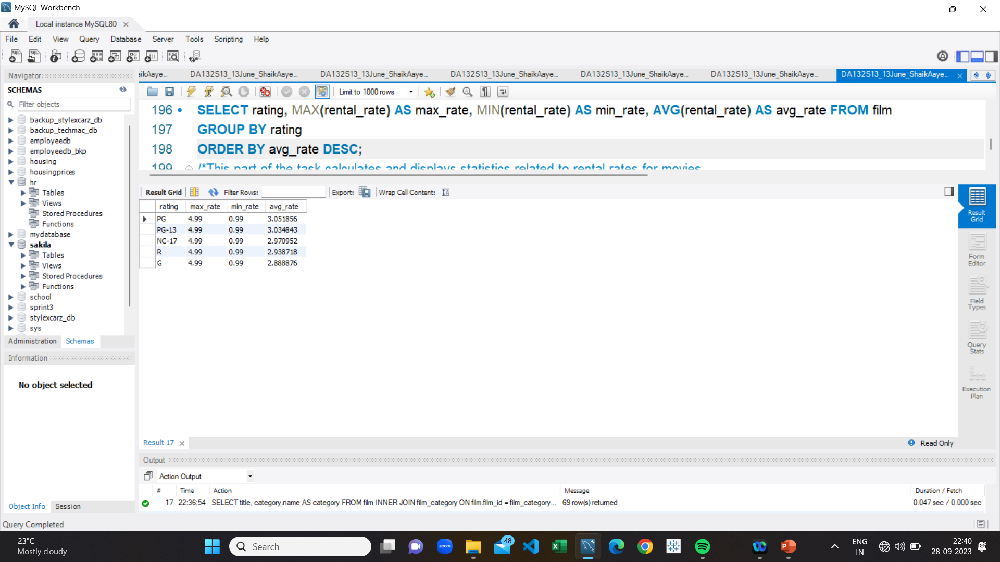 MySQL Workbench
Local instance MySQL80
File Edit View Query Database Server Tools Scripting Help
Navigator
aikAaye... DA132S13_13June_ShaikAaye... DA132S13_13June_ShaikAaye... DA132S13_13June_ShaikAaye... DA132S13_13June_ShaikAaye... DA132S13_13June_ShaikAaye... DA132S13_13June_ShaikAaye...
SCHEMAS
Filter objects
backup_stylexcarz_db
backup_techmac_db
employeedb
employeedb_bkp
housing
housingprices
hr
Tables
Views
Stored Procedures
Functions
mydatabase
sakila
Tables
Views
Stored Procedures
Functions
school
sprint3
stylexcarz_db
sys
Administration Schemas
Information
No object selected
Object Info Session
Limit to 1000 rows
196 SELECT rating, MAX(rental_rate) AS max_rate, MIN(rental_rate) AS min_rate, AVG(rental_rate) AS avg_rate FROM film
197 GROUP BY rating
198 ORDER BY avg_rate DESC;
199 /*This part of the task calculates and displays statistics related to rental rates for movies
Result Grid Filter Rows: Export: Wrap Cell Content:
rating max_rate min_rate avg_rate
PG 4.99 0.99 3.051856
PG-13 4.99 0.99 3.034843
NC-17 4.99 0.99 2.970952
R 4.99 0.99 2.938718
G 4.99 0.99 2.888876
Result
Grid
Form
Editor
Field
Types
Query
Stats
Execution
Plan
Result 17
Read Only
Output
Action Output
# Time Action Message Duration / Fetch
17 22:36:54 SELECT title, category.name AS category FROM film INNER JOIN film_category ON film.film_id = film_category... 69 row(s) returned 0.047 sec / 0.000 sec
Query Completed
23°C
Mostly cloudy
Search
zoom
48
ENG
IN
22:40
28-09-2023